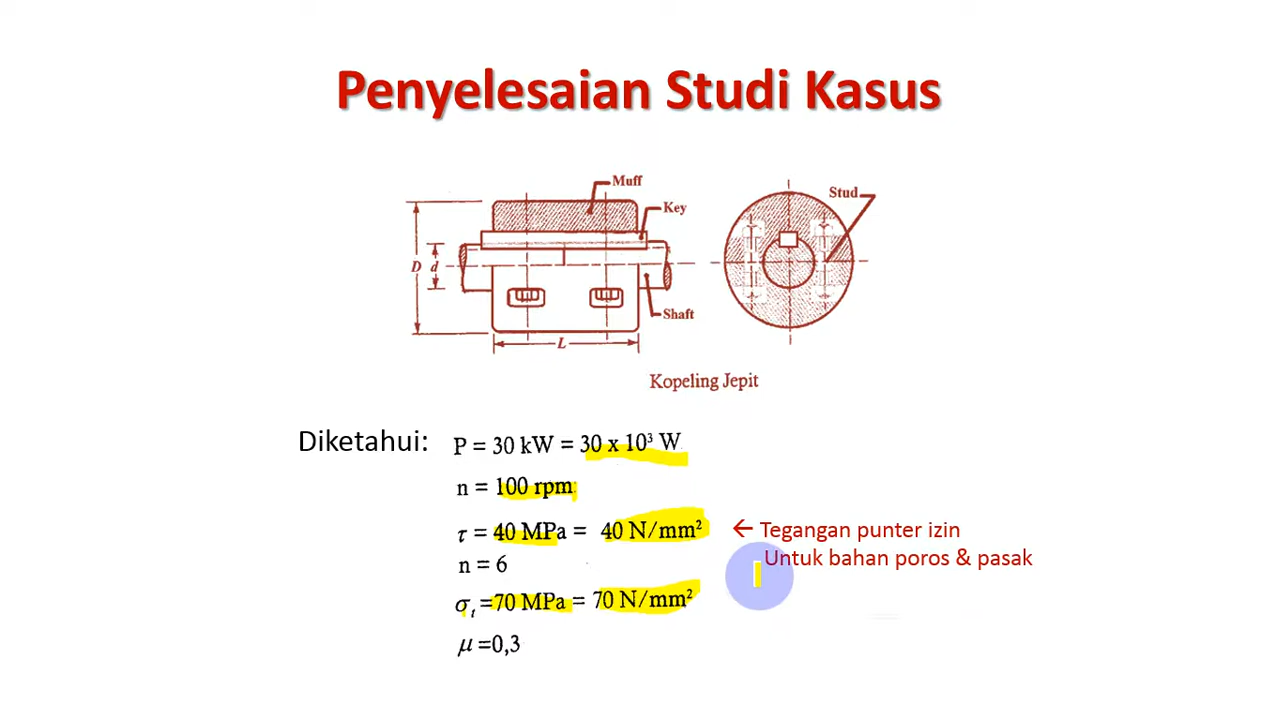 Penyelesaian Studi Kasus
Muff
Key
Stud
D
d
Shaft
L
Kopeling Jepit
Diketahui: P = 30 kW = 30 x 10³ W
n = 100 rpm
τ = 40 MPa = 40 N/mm² ← Tegangan punter izin
Untuk bahan poros & pasak
n = 6
σₜ =70 MPa = 70 N/mm²
μ =0,3